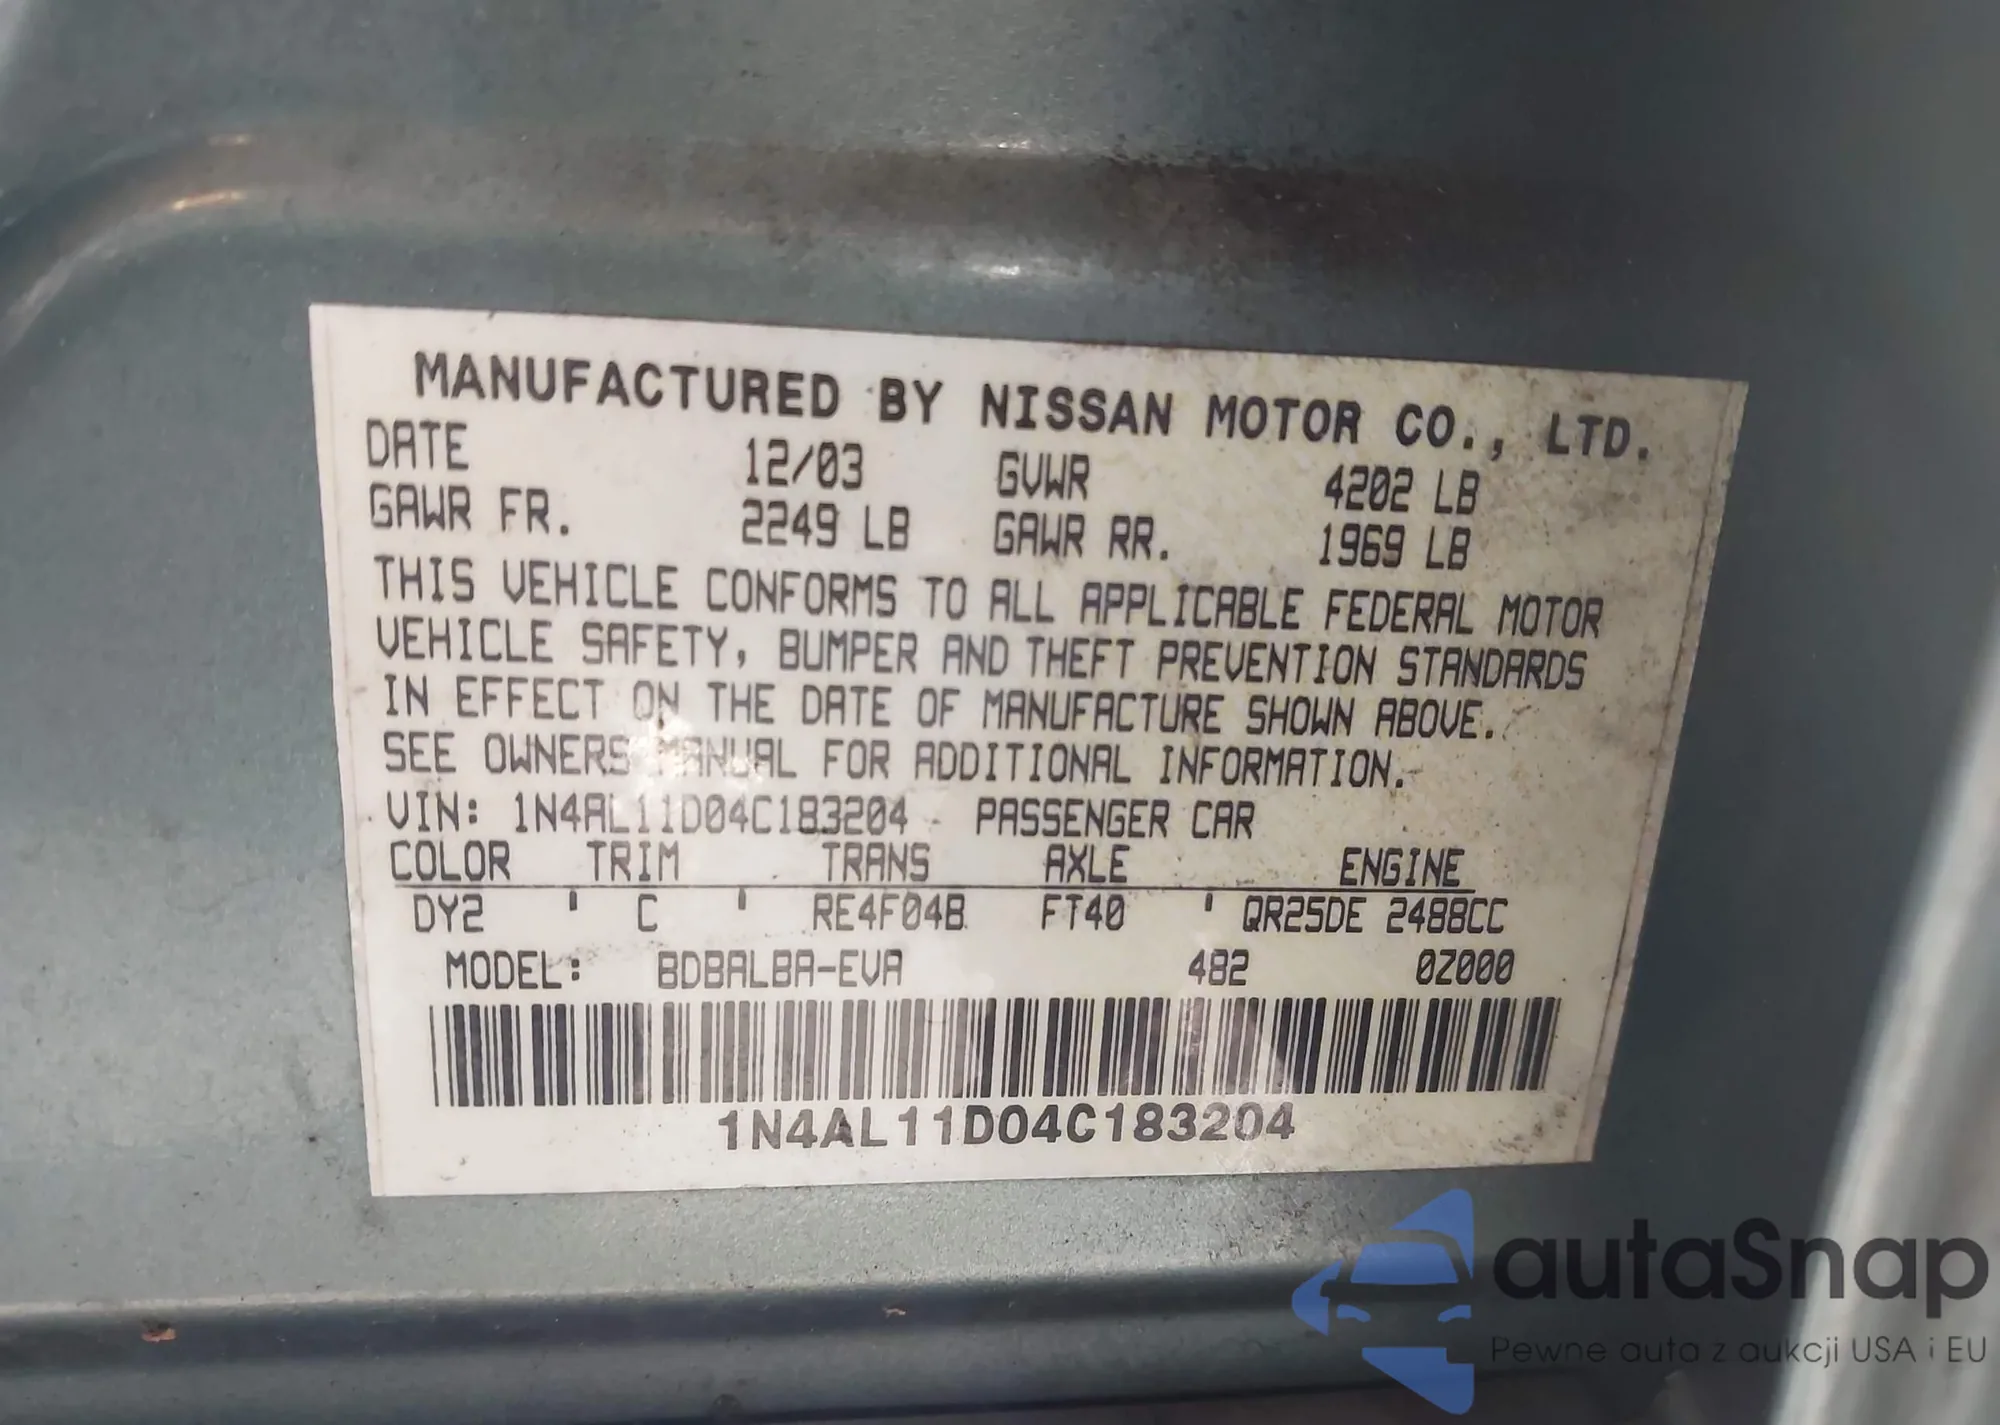 MANUFACTURED BY NISSAN MOTOR CO., LTD.
DATE 12/03 GVWR 4202 LB
GAWR FR. 2249 LB GAWR RR. 1969 LB
THIS VEHICLE CONFORMS TO ALL APPLICABLE FEDERAL MOTOR
VEHICLE SAFETY, BUMPER AND THEFT PREVENTION STANDARDS
IN EFFECT ON THE DATE OF MANUFACTURE SHOWN ABOVE.
SEE OWNERS MANUAL FOR ADDITIONAL INFORMATION.
VIN: 1N4AL11D04C183204 PASSENGER CAR
COLOR TRIM TRANS AXLE ENGINE
DY2 ' C ' RE4F04B FT40 ' QR25DE 2488CC
MODEL: BDBALBA-EVA 482 0Z000
1N4AL11D04C183204
autaSnap
Pewne auta z aukcji USA i EU